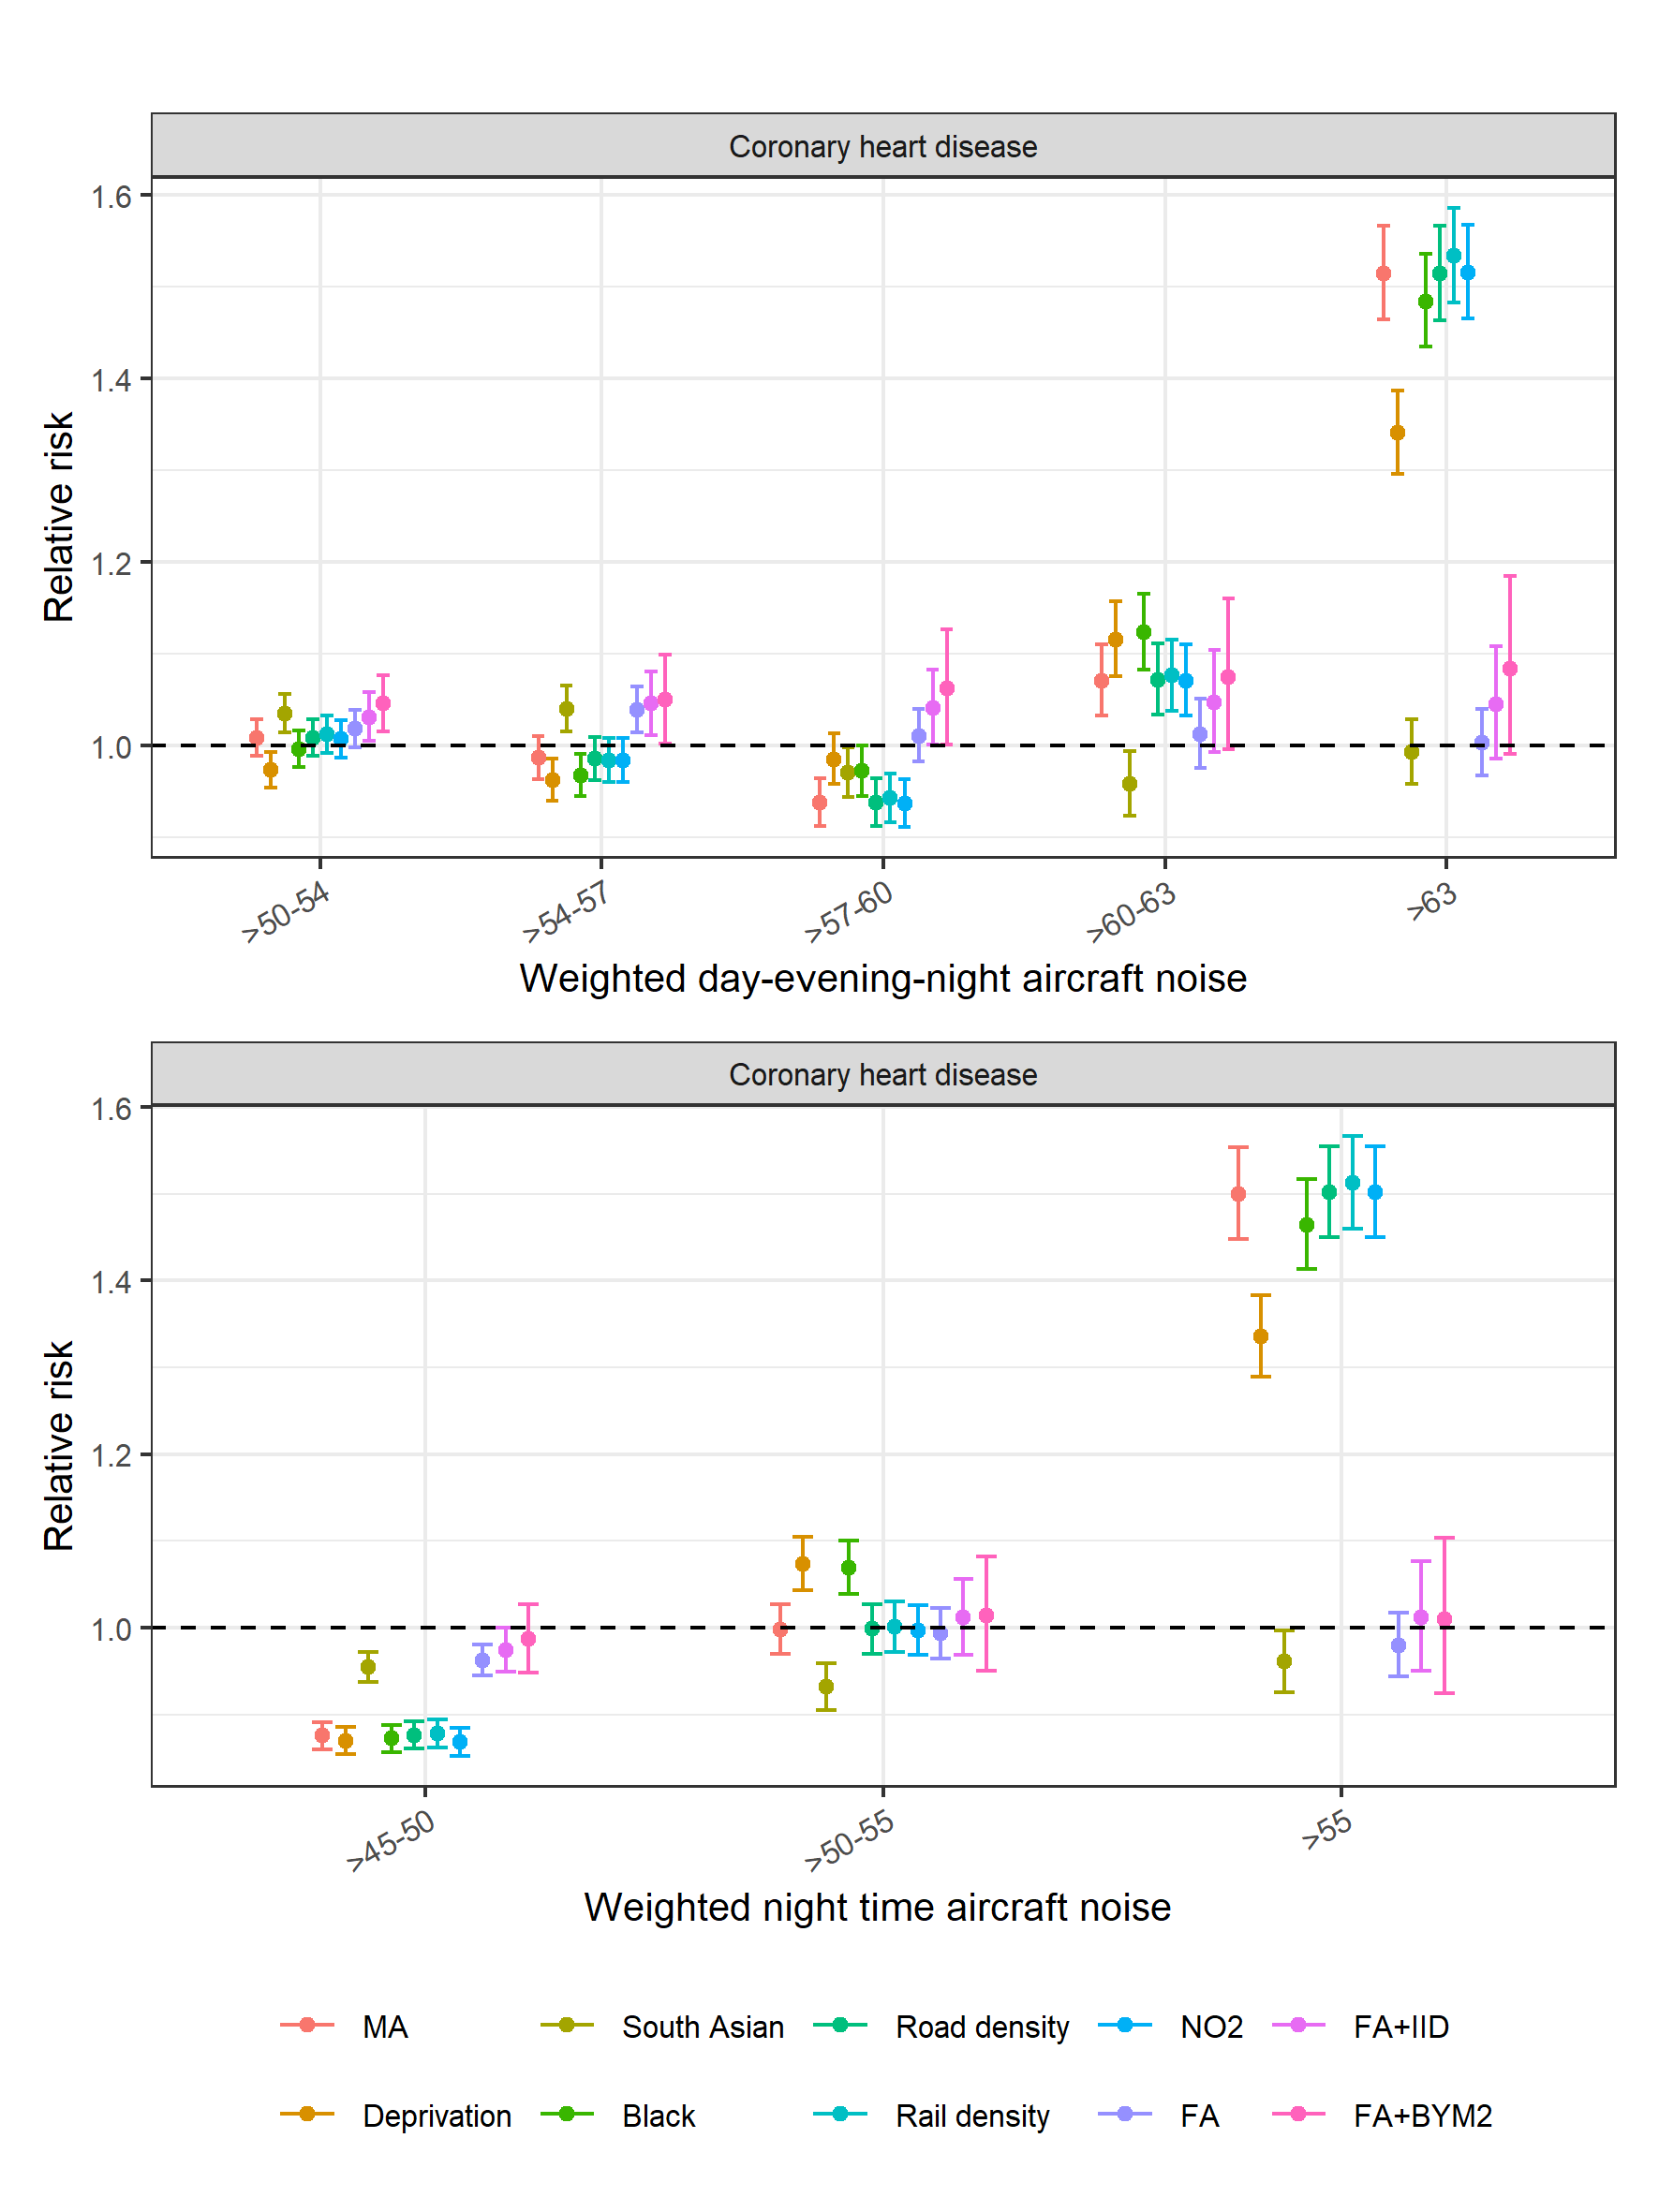 Coronary heart disease
1.6
1.4
1.2
1.0
Relative risk
>50-54
>54-57
>57-60
>60-63
>63
Weighted day-evening-night aircraft noise
Coronary heart disease
1.6
1.4
1.2
1.0
Relative risk
>45-50
>50-55
>55
Weighted night time aircraft noise
MA South Asian Road density NO2 FA+IID
Deprivation Black Rail density FA FA+BYM2